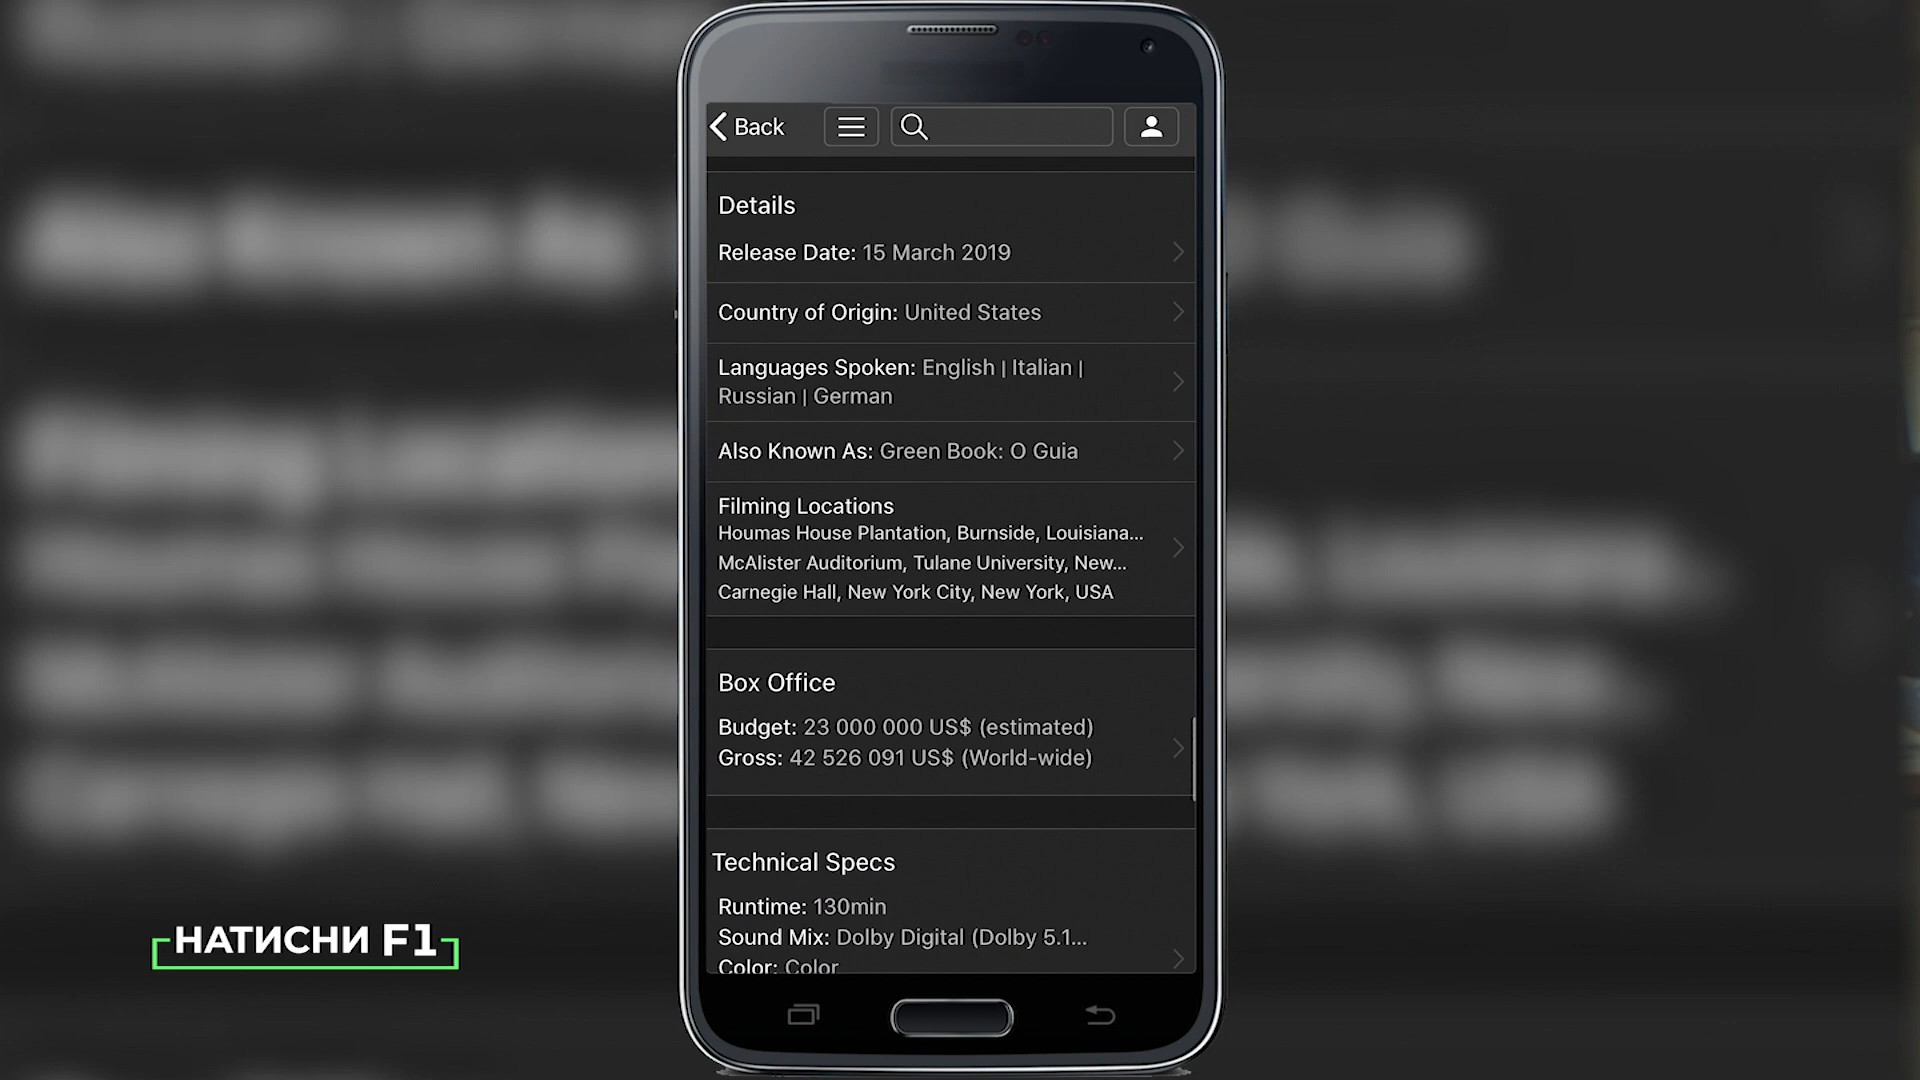 Back
Details
Release Date: 15 March 2019
Country of Origin: United States
Languages Spoken: English | Italian |
Russian | German
Also Known As: Green Book: O Guia
Filming Locations
Houmas House Plantation, Burnside, Louisiana...
McAlister Auditorium, Tulane University, New...
Carnegie Hall, New York City, New York, USA
Box Office
Budget: 23 000 000 US$ (estimated)
Gross: 42 526 091 US$ (World-wide)
Technical Specs
Runtime: 130min
Sound Mix: Dolby Digital (Dolby 5.1...
Color: Color
НАТИСНИ F1